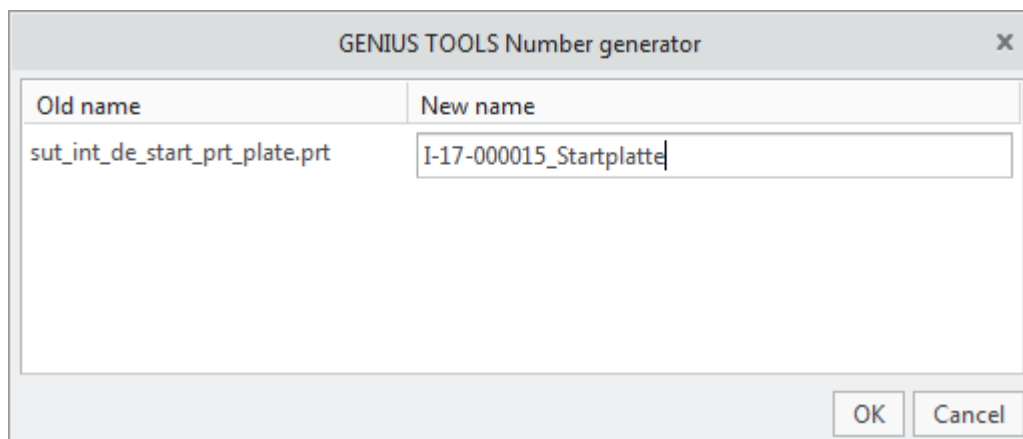 GENIUS TOOLS Number generator x
Old name New name
sut_int_de_start_prt_plate.prt I-17-000015_Startplatte
OK Cancel